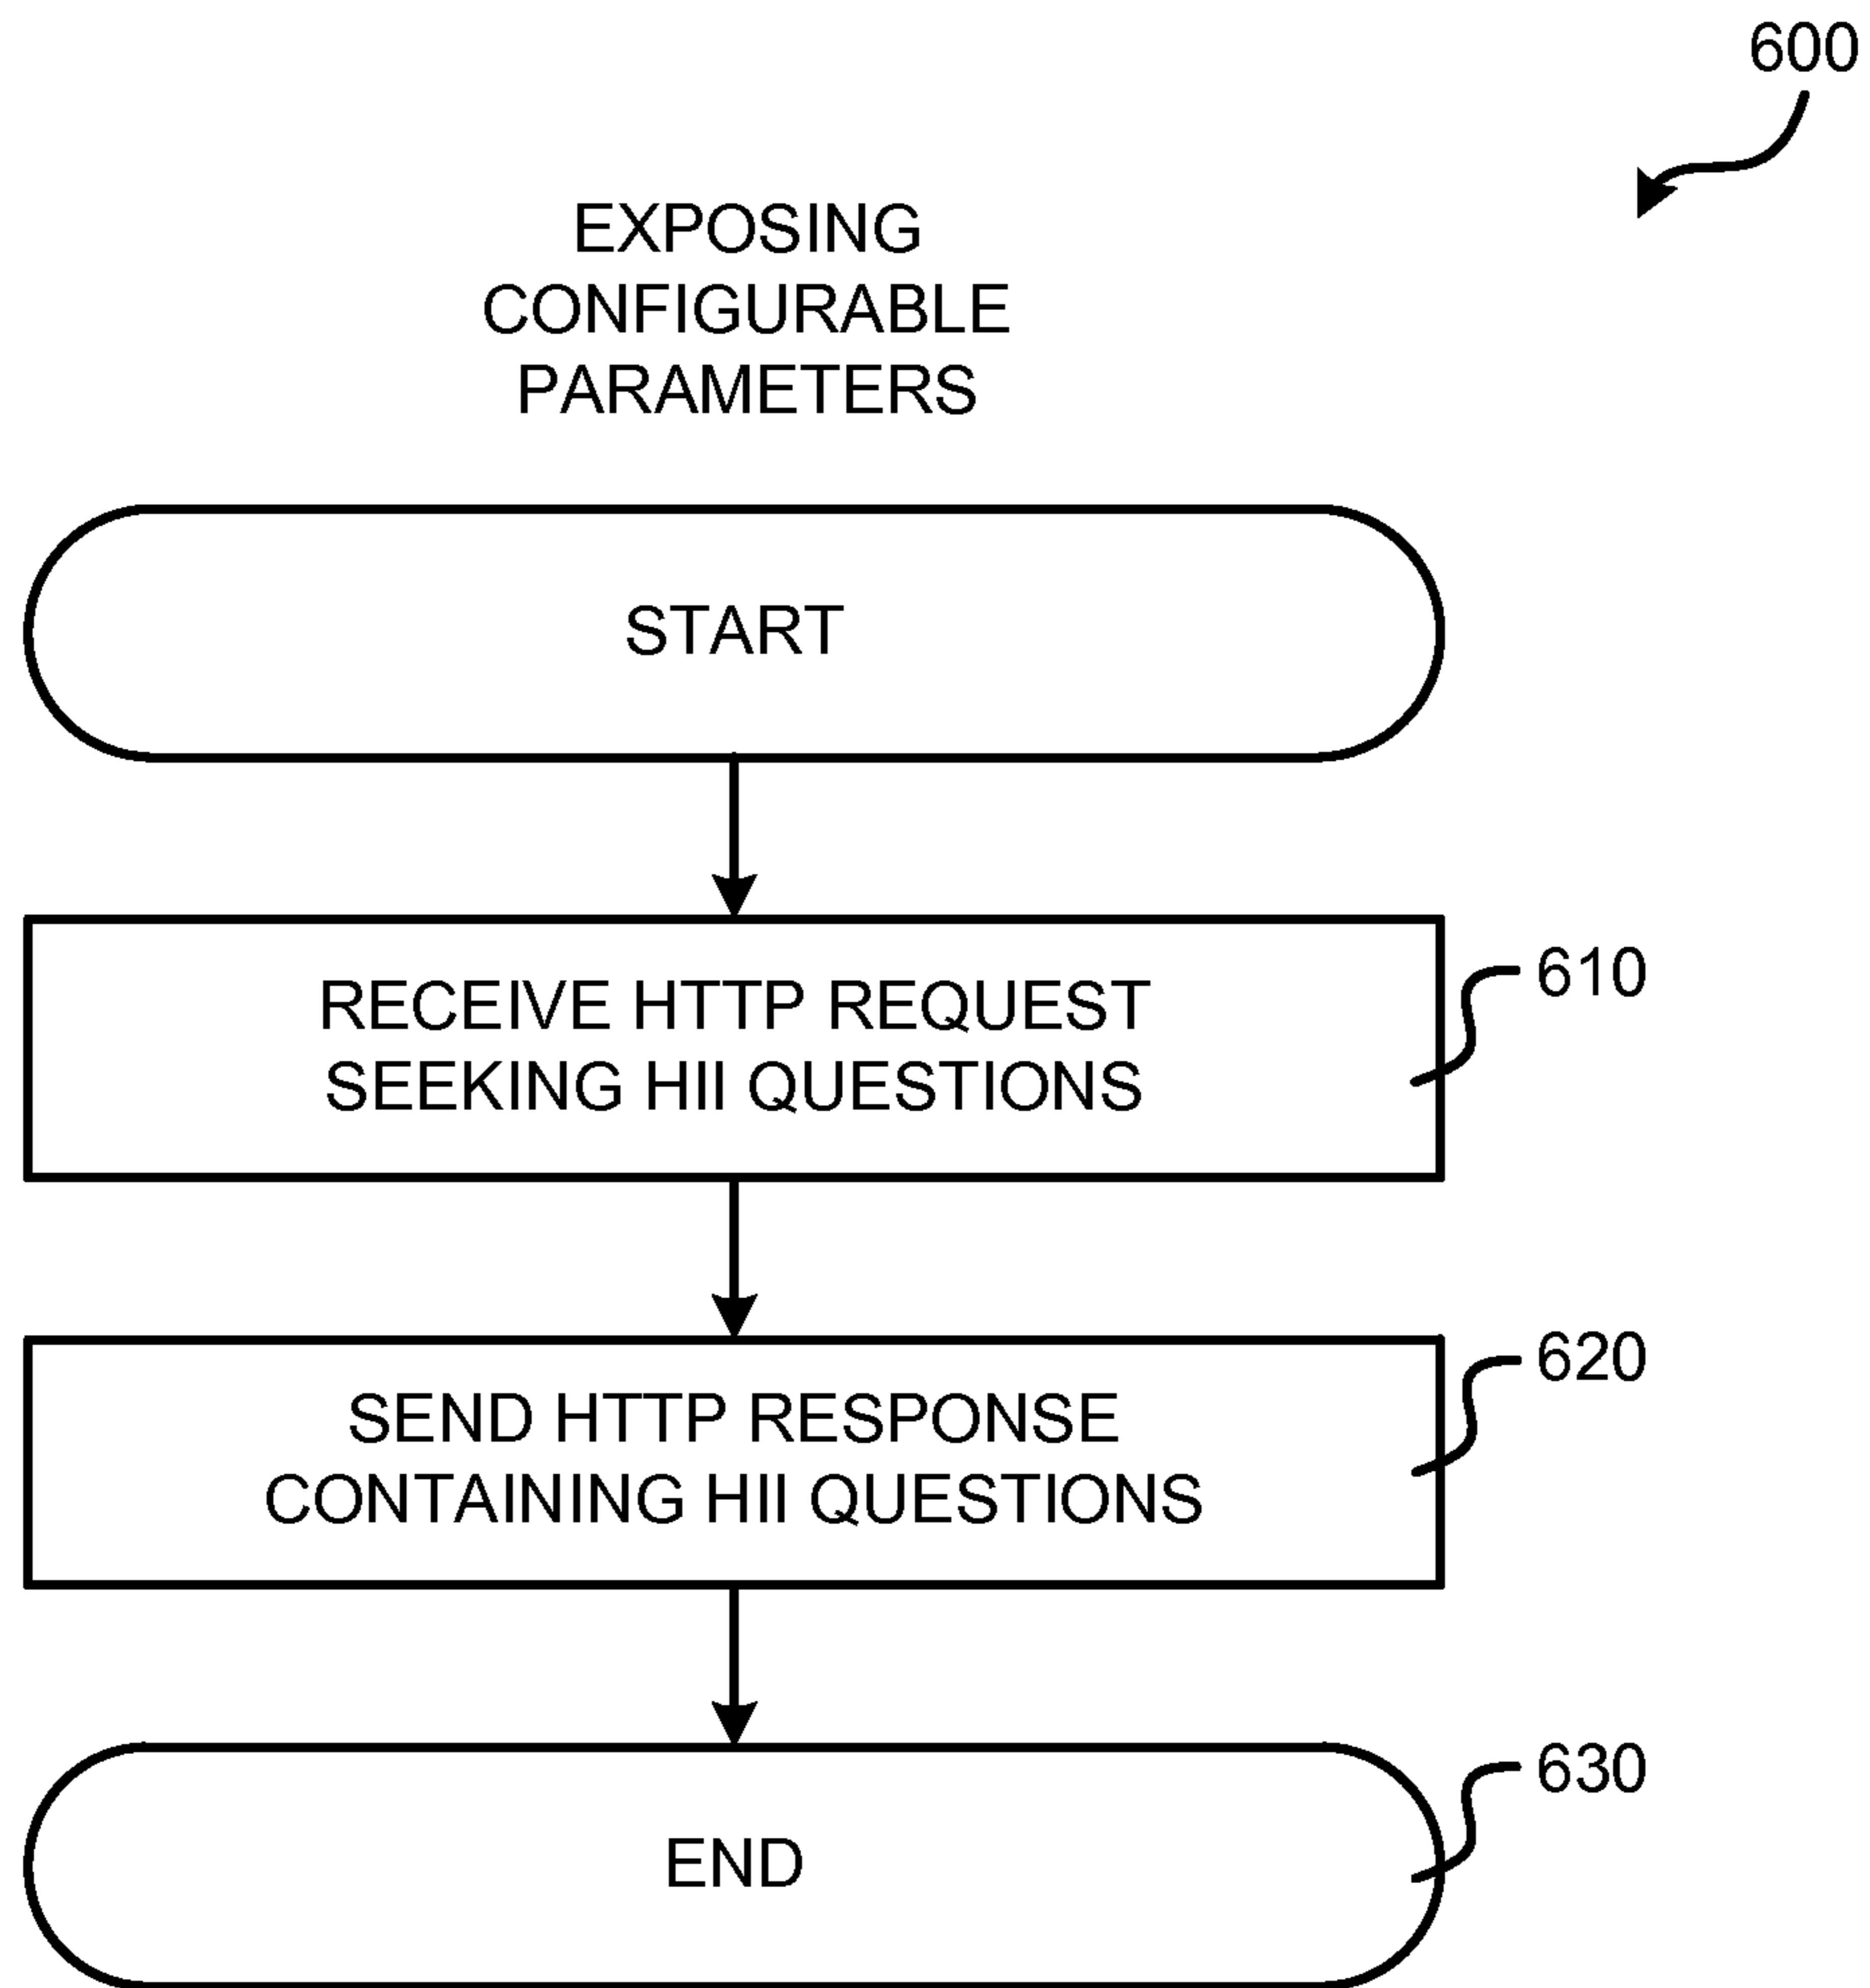 600
EXPOSING
CONFIGURABLE
PARAMETERS
START
RECEIVE HTTP REQUEST
SEEKING HII QUESTIONS
610
SEND HTTP RESPONSE
CONTAINING HII QUESTIONS
620
END
630